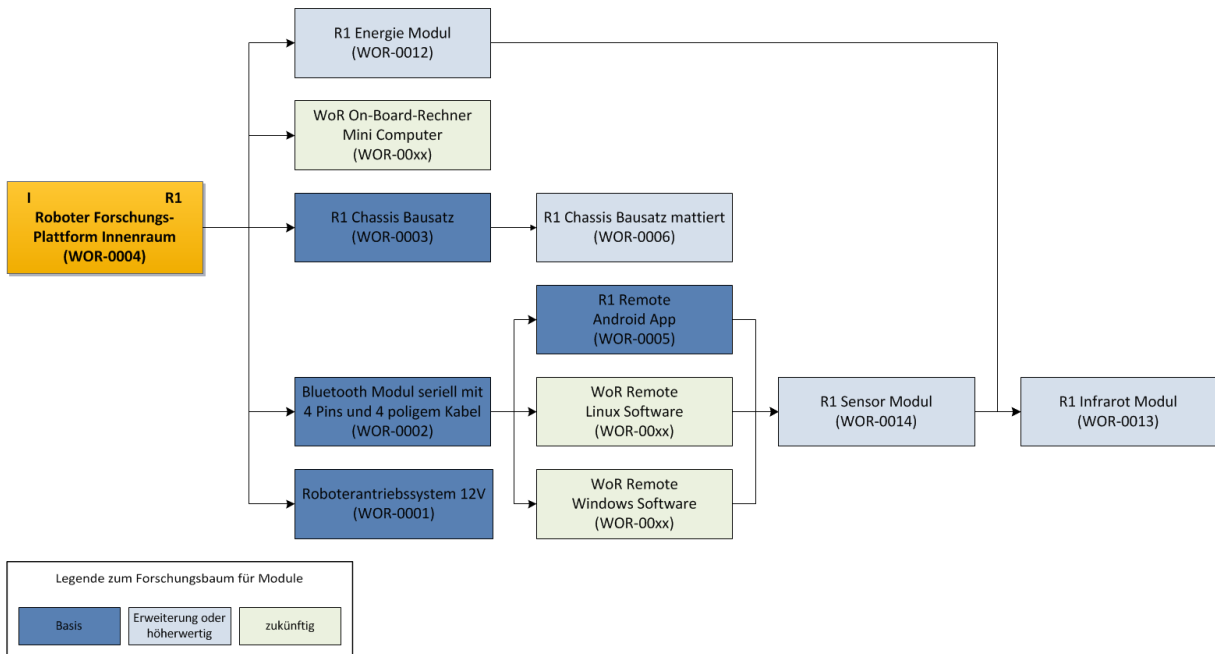 R1 Energie Modul
(WOR-0012)
WoR On-Board-Rechner
Mini Computer
(WOR-00xx)
I R1
Roboter Forschungs-
Plattform Innenraum
(WOR-0004)
R1 Chassis Bausatz
(WOR-0003)
R1 Chassis Bausatz mattiert
(WOR-0006)
R1 Remote
Android App
(WOR-0005)
Bluetooth Modul seriell mit
4 Pins und 4 poligem Kabel
(WOR-0002)
WoR Remote
Linux Software
(WOR-00xx)
R1 Sensor Modul
(WOR-0014)
R1 Infrarot Modul
(WOR-0013)
Roboterantriebssystem 12V
(WOR-0001)
WoR Remote
Windows Software
(WOR-00xx)
Legende zum Forschungsbaum für Module
Basis
Erweiterung oder
höherwertig
zukünftig